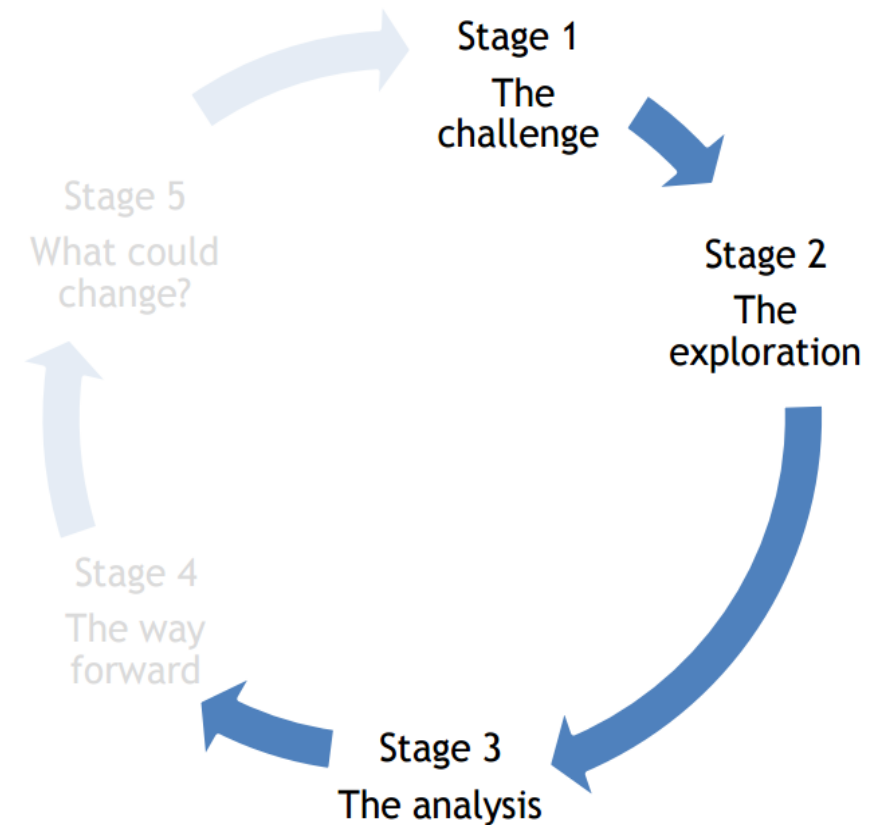 Stage 1
The
challenge
Stage 2
The
exploration
Stage 3
The analysis
Stage 4
The way
forward
Stage 5
What could
change?